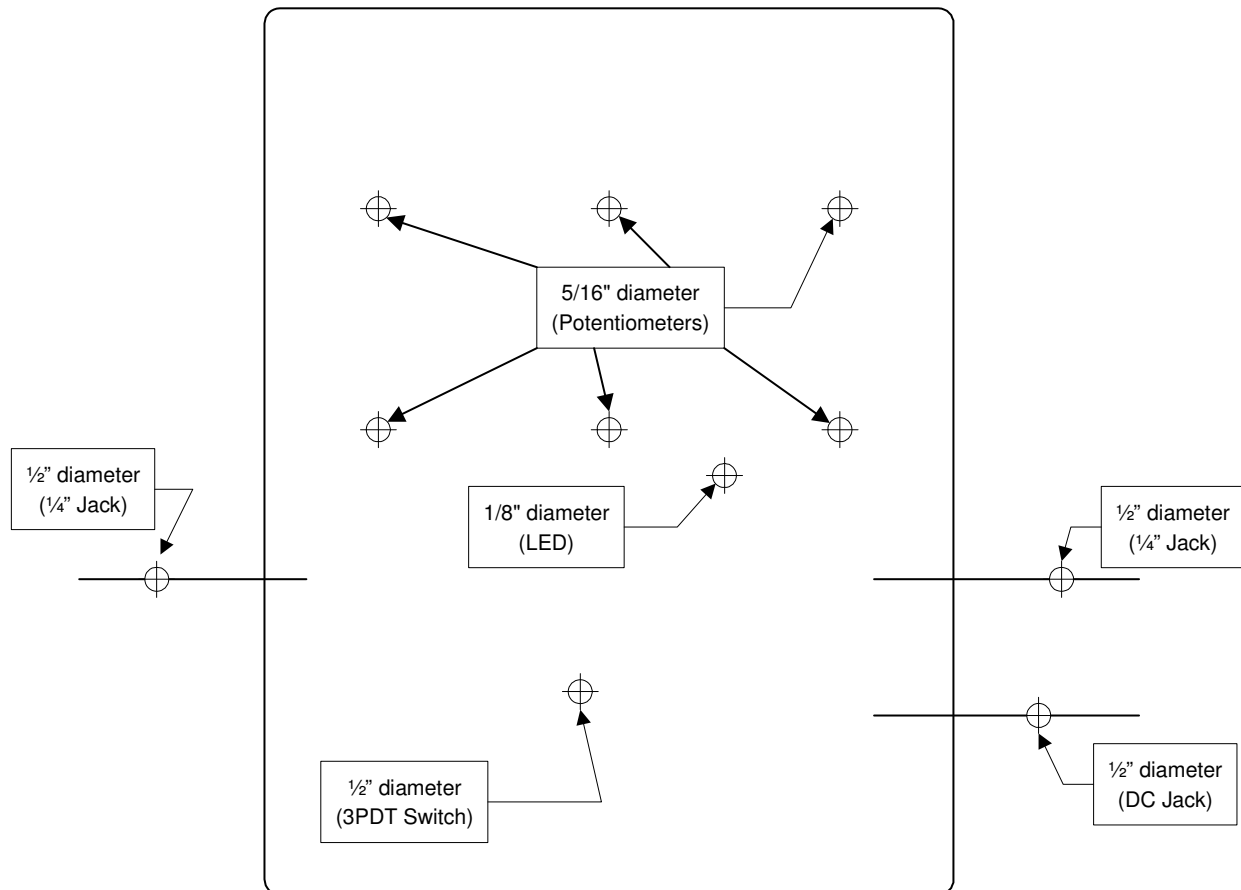 5/16" diameter
(Potentiometers)
½” diameter
(¼” Jack)
1/8" diameter
(LED)
½” diameter
(¼” Jack)
½” diameter
(3PDT Switch)
½” diameter
(DC Jack)